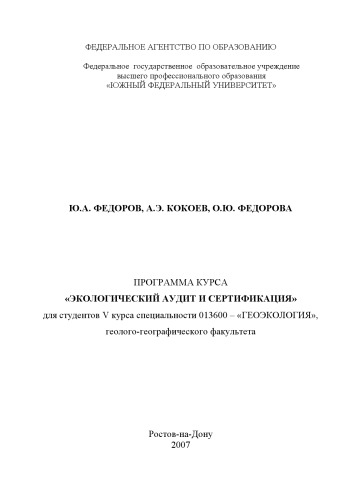 ФЕДЕРАЛЬНОЕ АГЕНТСТВО ПО ОБРАЗОВАНИЮ
Федеральное государственное образовательное учреждение
высшего профессионального образования
«ЮЖНЫЙ ФЕДЕРАЛЬНЫЙ УНИВЕРСИТЕТ»
Ю.А. ФЕДОРОВ, А.Э. КОКОЕВ, О.Ю. ФЕДОРОВА
ПРОГРАММА КУРСА
«ЭКОЛОГИЧЕСКИЙ АУДИТ И СЕРТИФИКАЦИЯ»
для студентов V курса специальности 013600 – «ГЕОЭКОЛОГИЯ»,
геолого-географического факультета
Ростов-на-Дону
2007